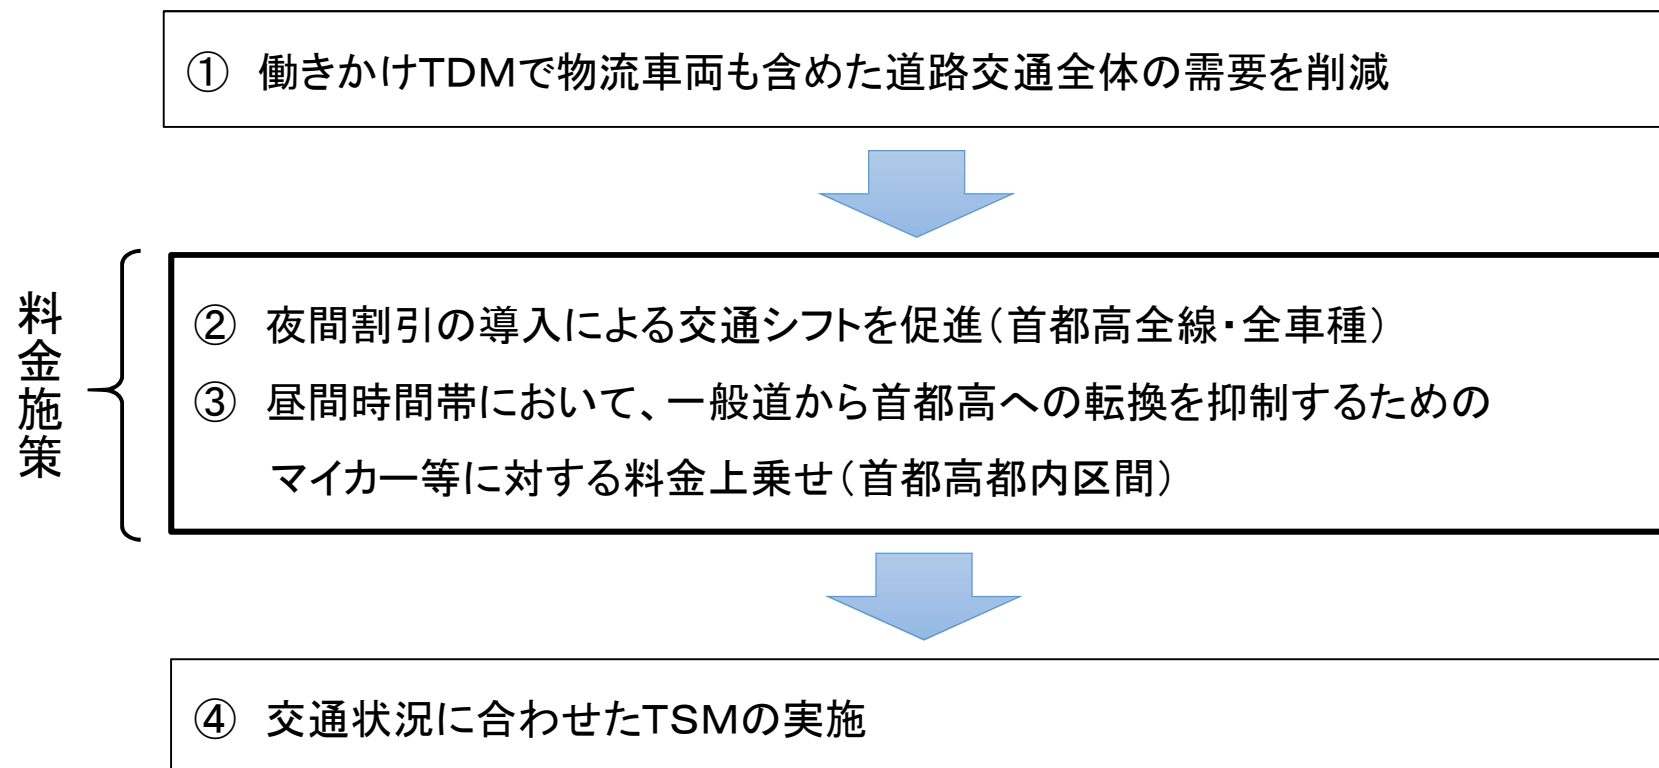 ① 働きかけTDMで物流車両も含めた道路交通全体の需要を削減
料金施策
② 夜間割引の導入による交通シフトを促進(首都高全線・全車種)
③ 昼間時間帯において、一般道から首都高への転換を抑制するための
マイカー等に対する料金上乗せ(首都高都内区間)
④ 交通状況に合わせたTSMの実施